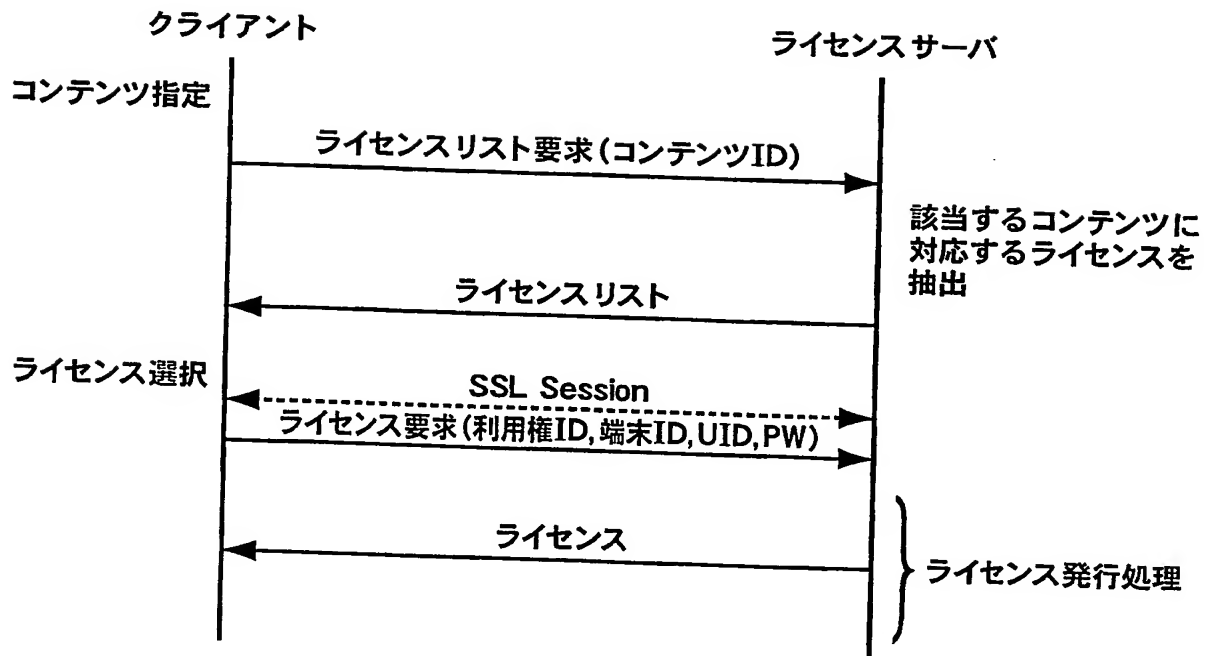 クライアント
ライセンスサーバ
コンテンツ指定
ライセンスリスト要求(コンテンツID)
該当するコンテンツに
対応するライセンスを
抽出
ライセンスリスト
ライセンス選択
SSL Session
ライセンス要求(利用権ID,端末ID,UID,PW)
ライセンス
ライセンス発行処理